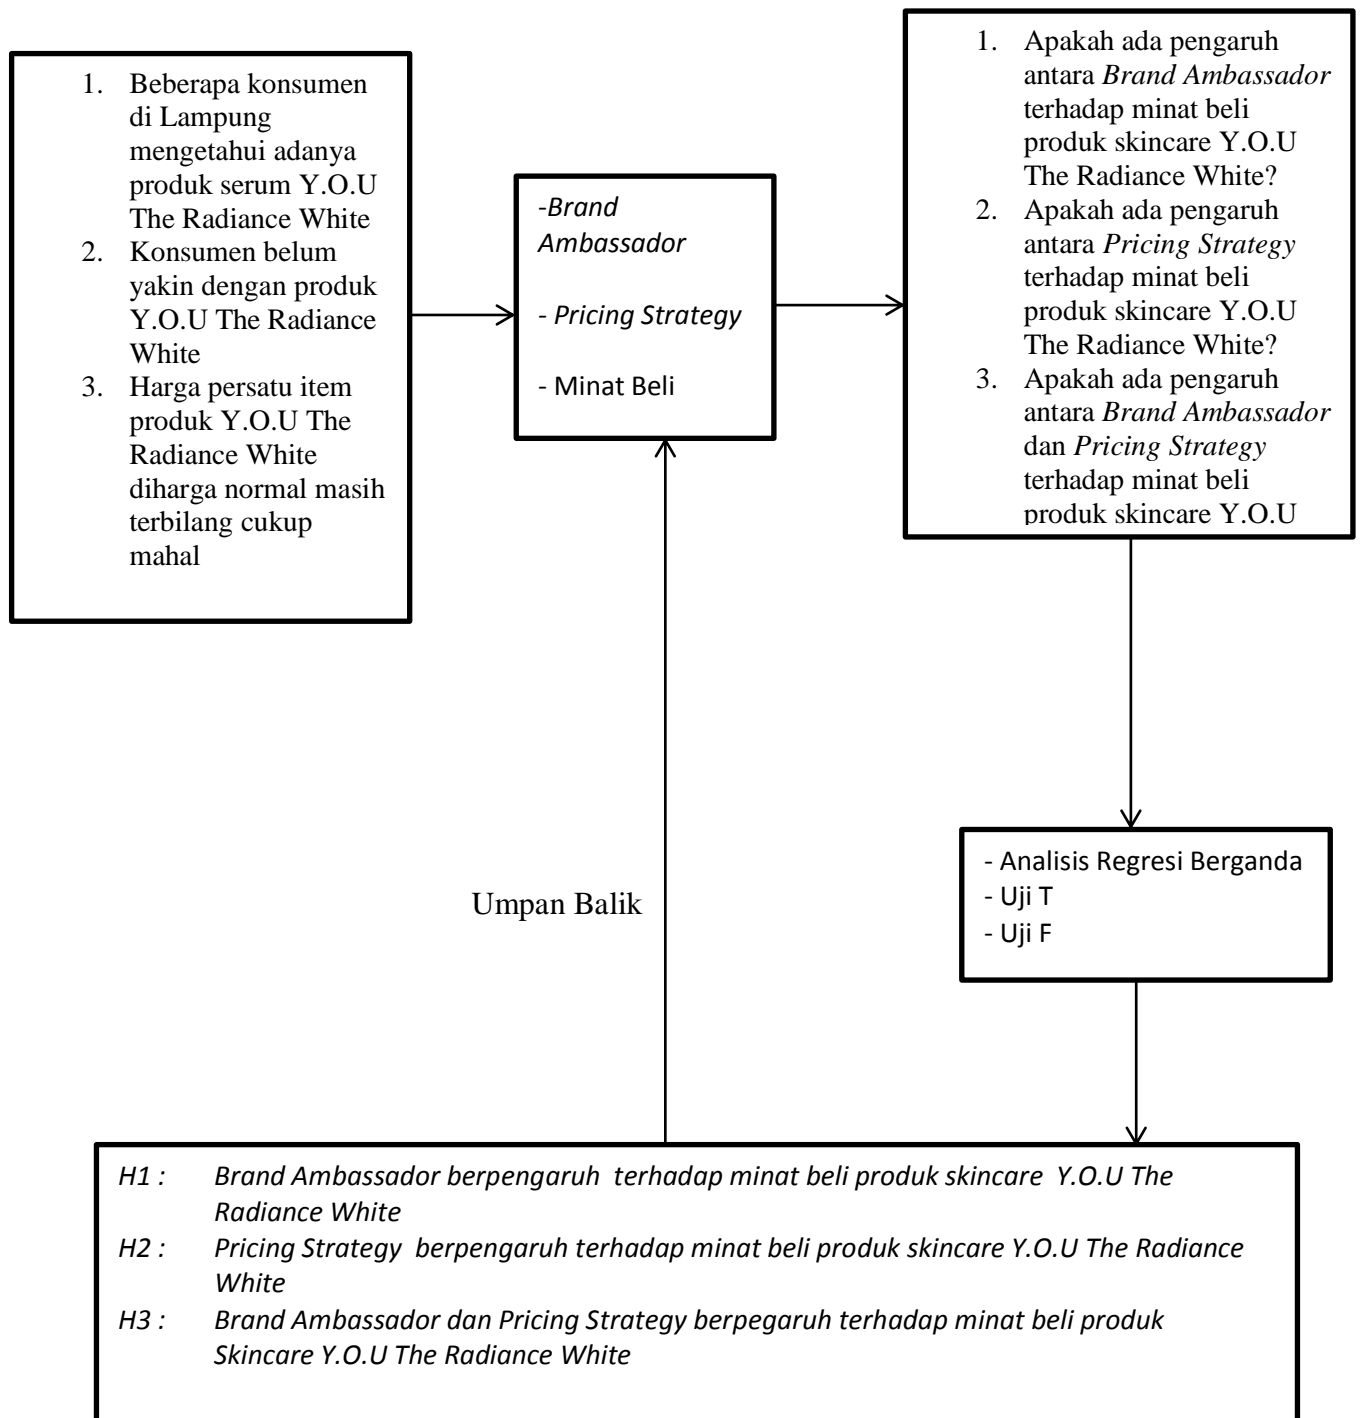 1. Beberapa konsumen
di Lampung
mengetahui adanya
produk serum Y.O.U
The Radiance White
2. Konsumen belum
yakin dengan produk
Y.O.U The Radiance
White
3. Harga persatu item
produk Y.O.U The
Radiance White
diharga normal masih
terbilang cukup
mahal
-Brand
Ambassador
- Pricing Strategy
- Minat Beli
1. Apakah ada pengaruh
antara Brand Ambassador
terhadap minat beli
produk skincare Y.O.U
The Radiance White?
2. Apakah ada pengaruh
antara Pricing Strategy
terhadap minat beli
produk skincare Y.O.U
The Radiance White?
3. Apakah ada pengaruh
antara Brand Ambassador
dan Pricing Strategy
terhadap minat beli
produk skincare Y.O.U
- Analisis Regresi Berganda
- Uji T
- Uji F
Umpan Balik
H1 : Brand Ambassador berpengaruh terhadap minat beli produk skincare Y.O.U The
Radiance White
H2 : Pricing Strategy berpengaruh terhadap minat beli produk skincare Y.O.U The Radiance
White
H3 : Brand Ambassador dan Pricing Strategy berpegaruh terhadap minat beli produk
Skincare Y.O.U The Radiance White